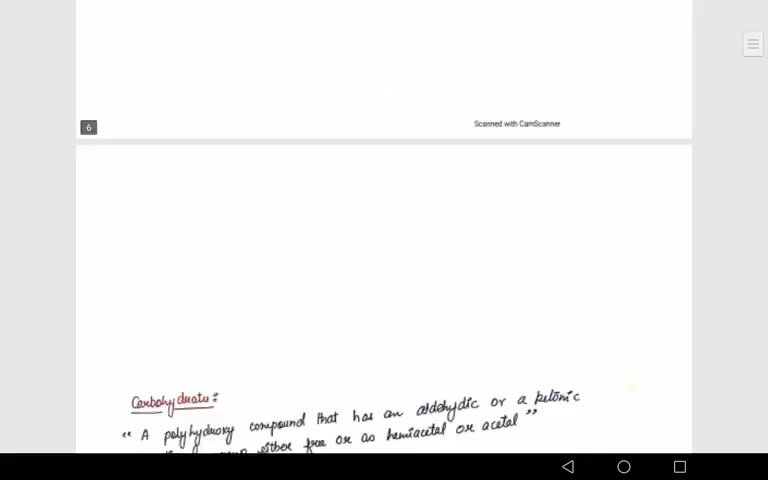 6
Scanned with CamScanner
Carbohydrate:
“ A polyhydroxy compound that has an aldehydic or a ketonic
either free or as hemiacetal or acetal ”